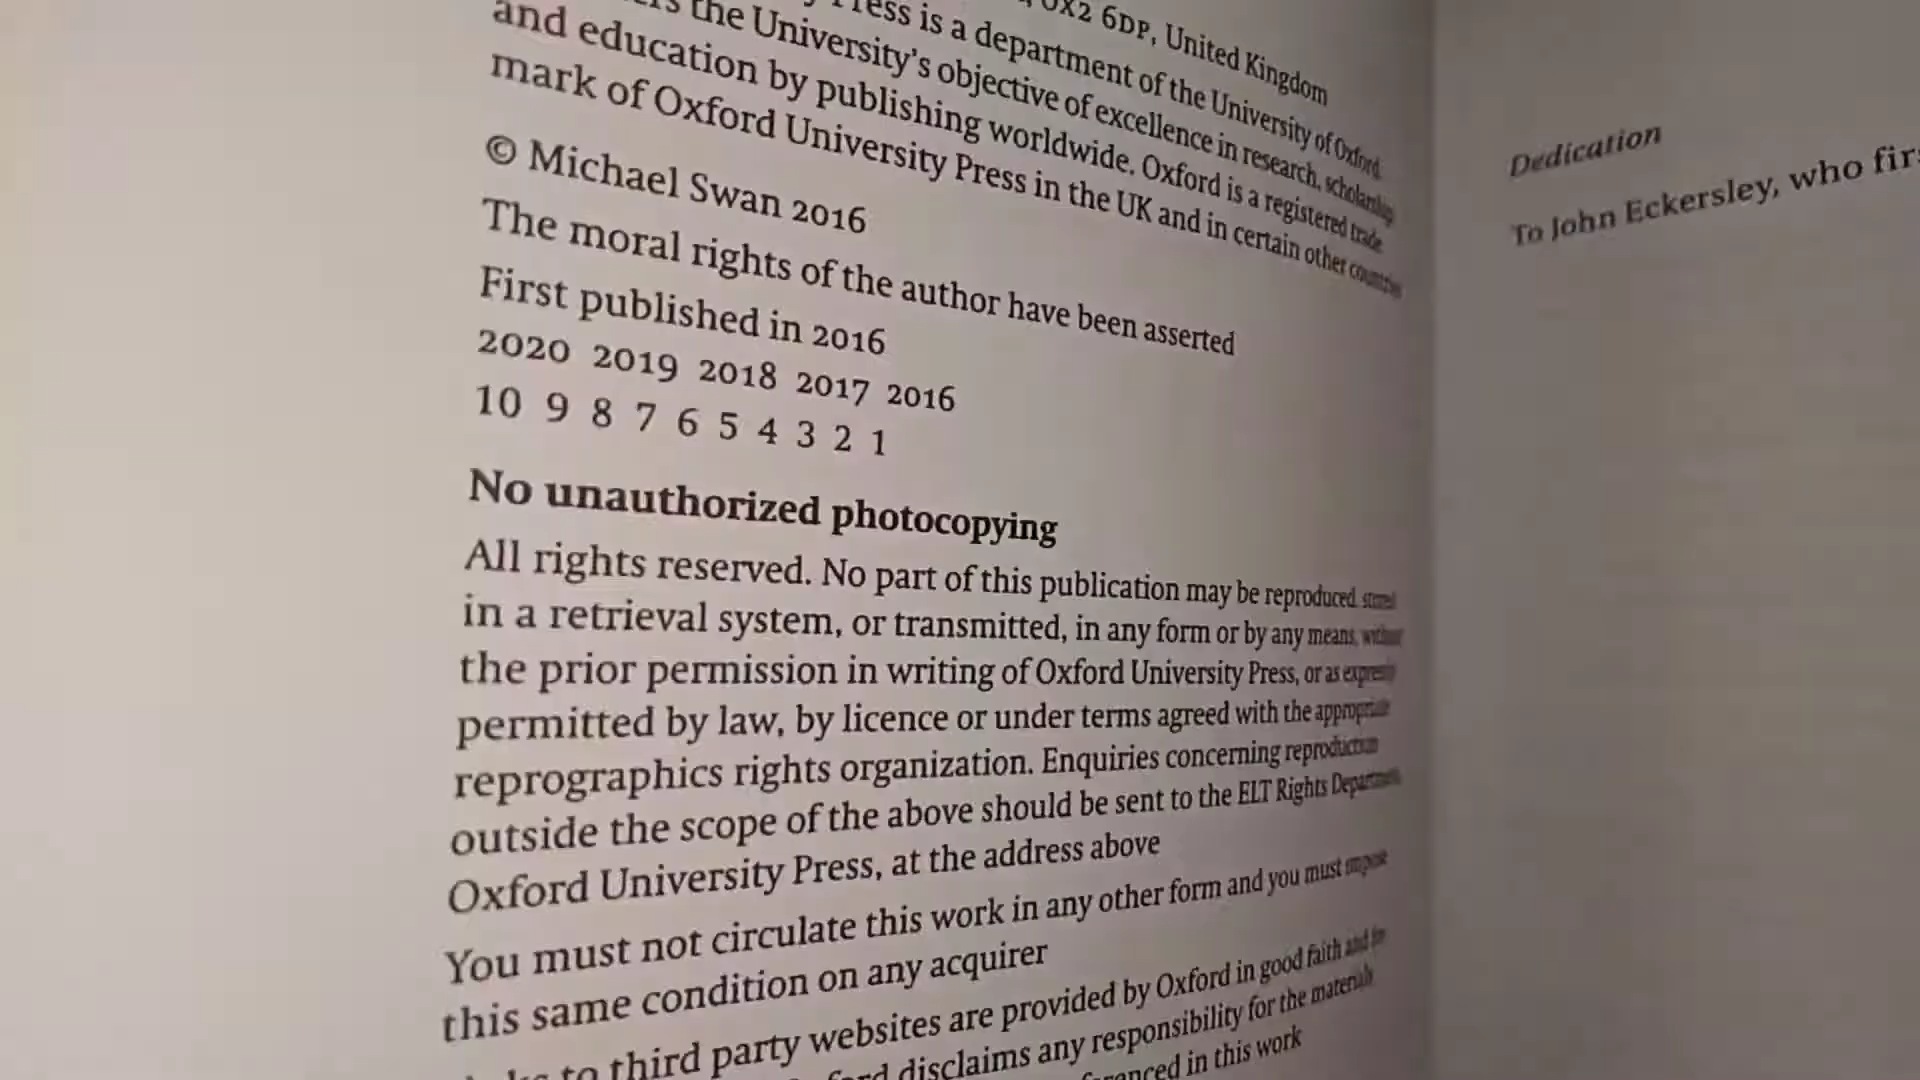 OX2 6DP, United Kingdom
Press is a department of the University of Oxford.
the University's objective of excellence in research, scholarship
and education by publishing worldwide. Oxford is a registered trade
mark of Oxford University Press in the UK and in certain other countries
© Michael Swan 2016
The moral rights of the author have been asserted
First published in 2016
2020 2019 2018 2017 2016
10 9 8 7 6 5 4 3 2 1
No unauthorized photocopying
All rights reserved. No part of this publication may be reproduced, stored
in a retrieval system, or transmitted, in any form or by any means, without
the prior permission in writing of Oxford University Press, or as expressly
permitted by law, by licence or under terms agreed with the appropriate
reprographics rights organization. Enquiries concerning reproduction
outside the scope of the above should be sent to the ELT Rights Department,
Oxford University Press, at the address above
You must not circulate this work in any other form and you must impose
this same condition on any acquirer
to third party websites are provided by Oxford in good faith and for
disclaims any responsibility for the materials
in this work
Dedication
To John Eckersley, who